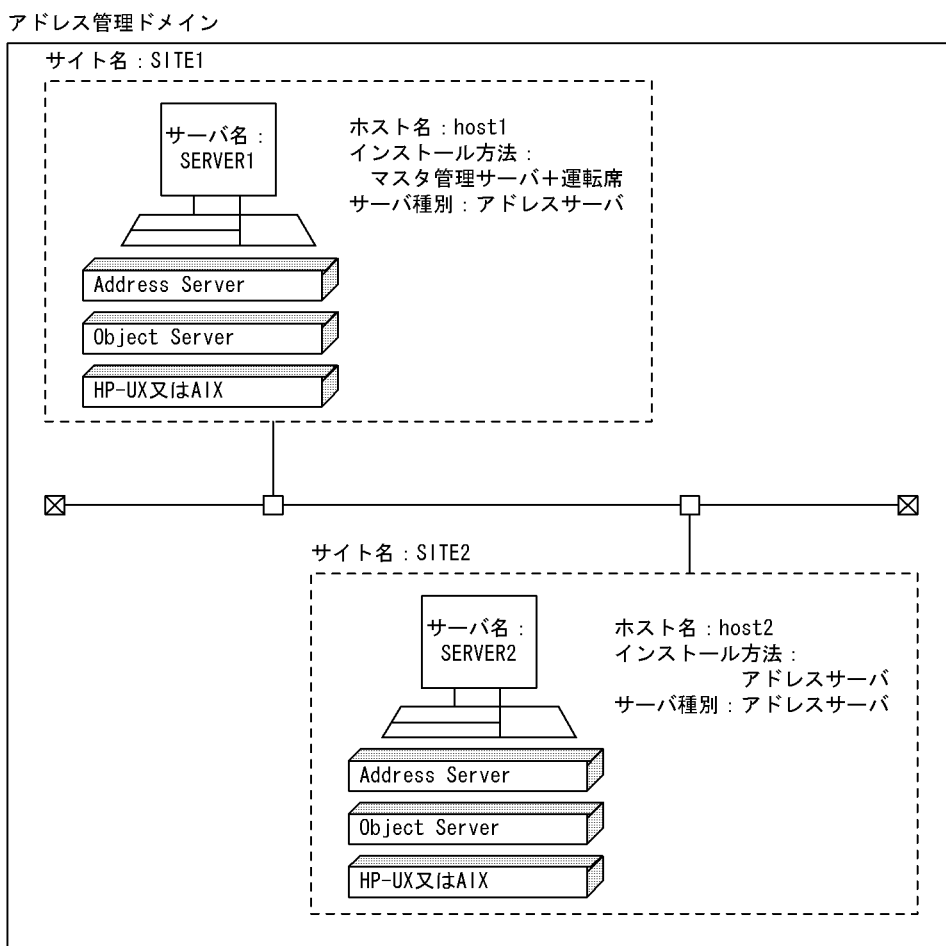 アドレス管理ドメイン
サイト名：SITE1
サーバ名：
SERVER1
ホスト名：host1
インストール方法：
マスタ管理サーバ＋運転席
サーバ種別：アドレスサーバ
Address Server
Object Server
HP-UX又はAIX
サイト名：SITE2
サーバ名：
SERVER2
ホスト名：host2
インストール方法：
アドレスサーバ
サーバ種別：アドレスサーバ
Address Server
Object Server
HP-UX又はAIX